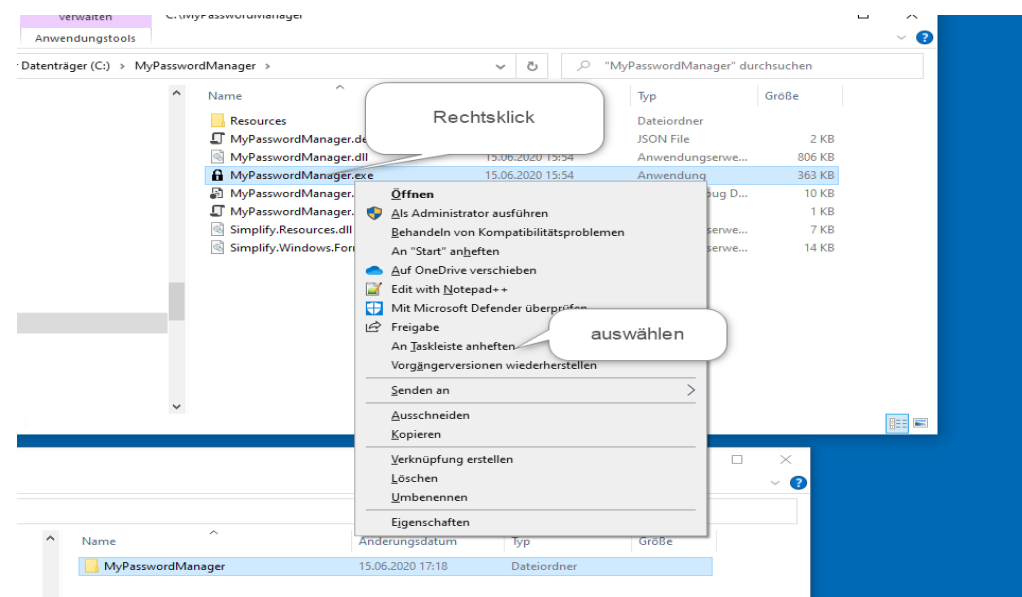 verwalten C:\MyPasswordManager
Anwendungstools
Datenträger (C:) › MyPasswordManager › "MyPasswordManager" durchsuchen
Name Typ Größe
Rechtsklick
Resources Dateiordner
MyPasswordManager.de JSON File 2 KB
MyPasswordManager.dll 15.06.2020 15:54 Anwendungserwe... 806 KB
MyPasswordManager.exe 15.06.2020 15:54 Anwendung 363 KB
MyPasswordManager. bug D... 10 KB
MyPasswordManager. 1 KB
Simplify.Resources.dll serwe... 7 KB
Simplify.Windows.For serwe... 14 KB
Öffnen
Als Administrator ausführen
Behandeln von Kompatibilitätsproblemen
An "Start" anheften
Auf OneDrive verschieben
Edit with Notepad++
Mit Microsoft Defender überprüfen
Freigabe
auswählen
An Taskleiste anheften
Vorgängerversionen wiederherstellen
Senden an
Ausschneiden
Kopieren
Verknüpfung erstellen
Löschen
Umbenennen
Eigenschaften
Name Änderungsdatum Typ Größe
MyPasswordManager 15.06.2020 17:18 Dateiordner